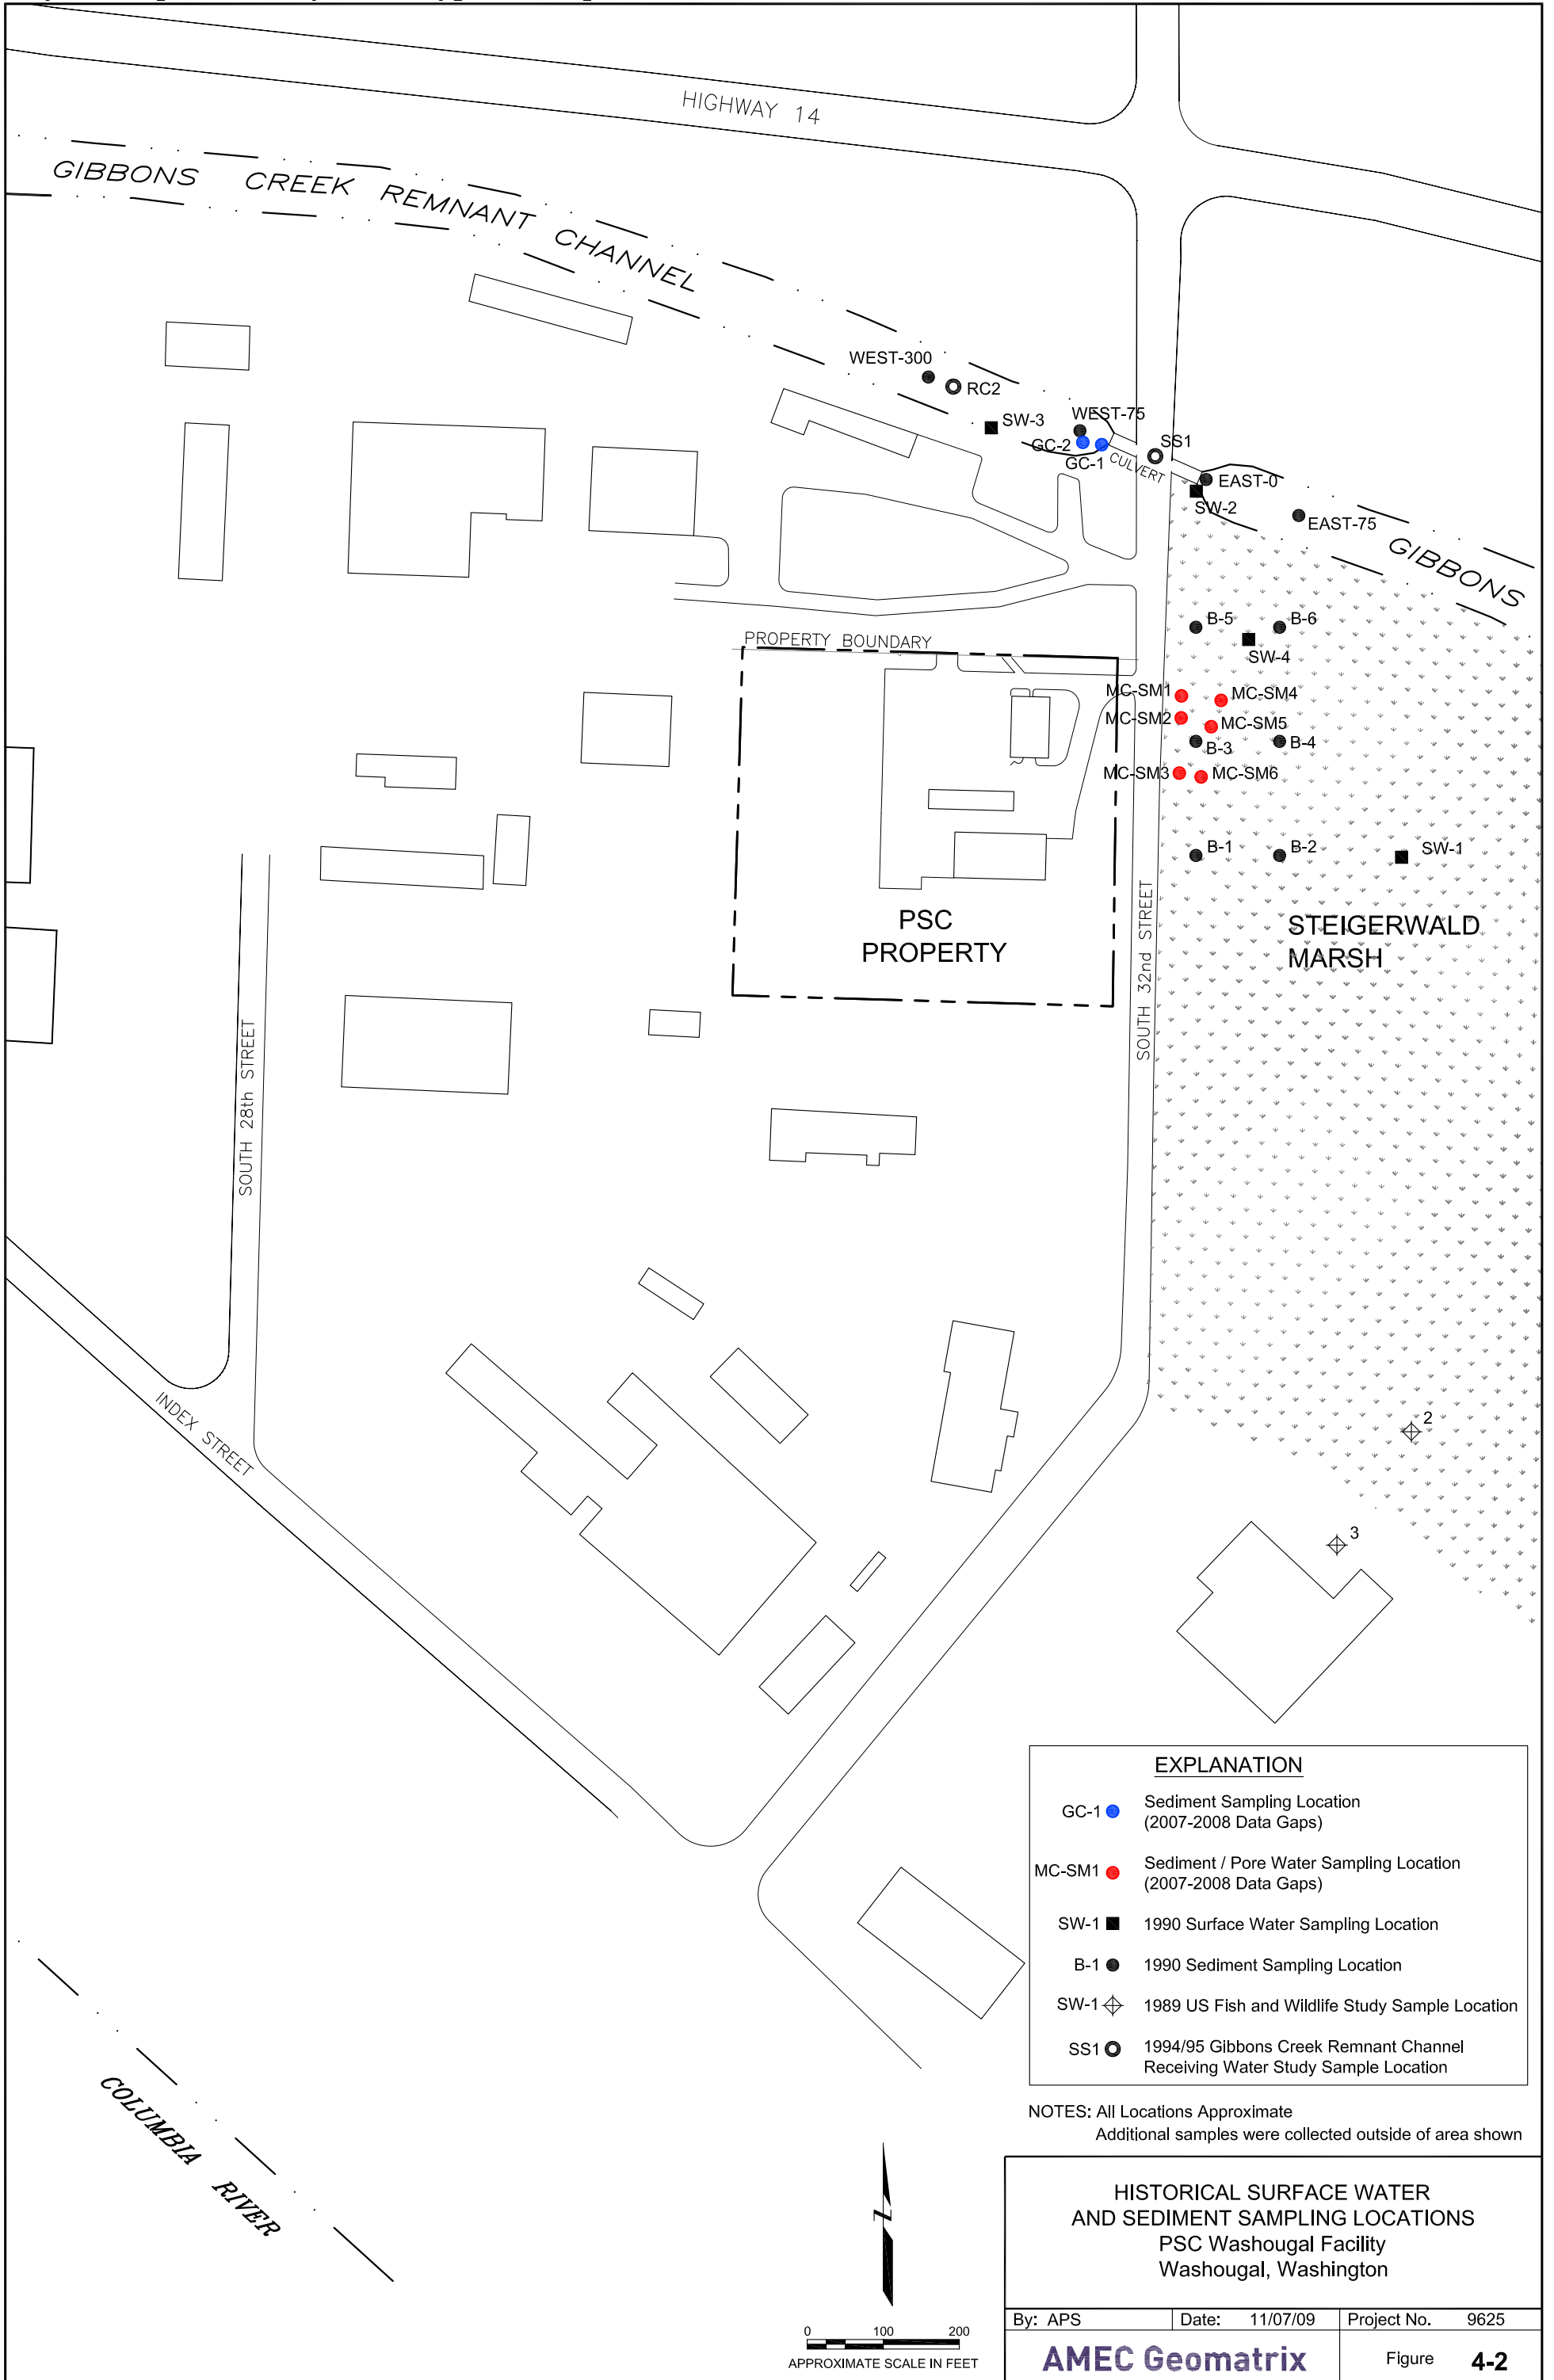 HIGHWAY 14
GIBBONS CREEK REMNANT CHANNEL
WEST-300
RC2
SW-3
WEST-75
GC-2
GC-1
CULVERT
SS1
EAST-0
SW-2
EAST-75
GIBBONS
B-5
B-6
SW-4
PROPERTY BOUNDARY
MC-SM1
MC-SM4
MC-SM2
MC-SM5
B-3
B-4
MC-SM3
MC-SM6
B-1
B-2
SW-1
PSC
PROPERTY
STEIGERWALD
MARSH
SOUTH 32nd STREET
SOUTH 28th STREET
INDEX STREET
2
3
COLUMBIA RIVER
EXPLANATION
GC-1 Sediment Sampling Location
(2007-2008 Data Gaps)
MC-SM1 Sediment / Pore Water Sampling Location
(2007-2008 Data Gaps)
SW-1 1990 Surface Water Sampling Location
B-1 1990 Sediment Sampling Location
SW-1 1989 US Fish and Wildlife Study Sample Location
SS1 1994/95 Gibbons Creek Remnant Channel
Receiving Water Study Sample Location
NOTES: All Locations Approximate
Additional samples were collected outside of area shown
Z
0 100 200
APPROXIMATE SCALE IN FEET
HISTORICAL SURFACE WATER
AND SEDIMENT SAMPLING LOCATIONS
PSC Washougal Facility
Washougal, Washington
By: APS Date: 11/07/09 Project No. 9625
AMEC Geomatrix Figure 4-2